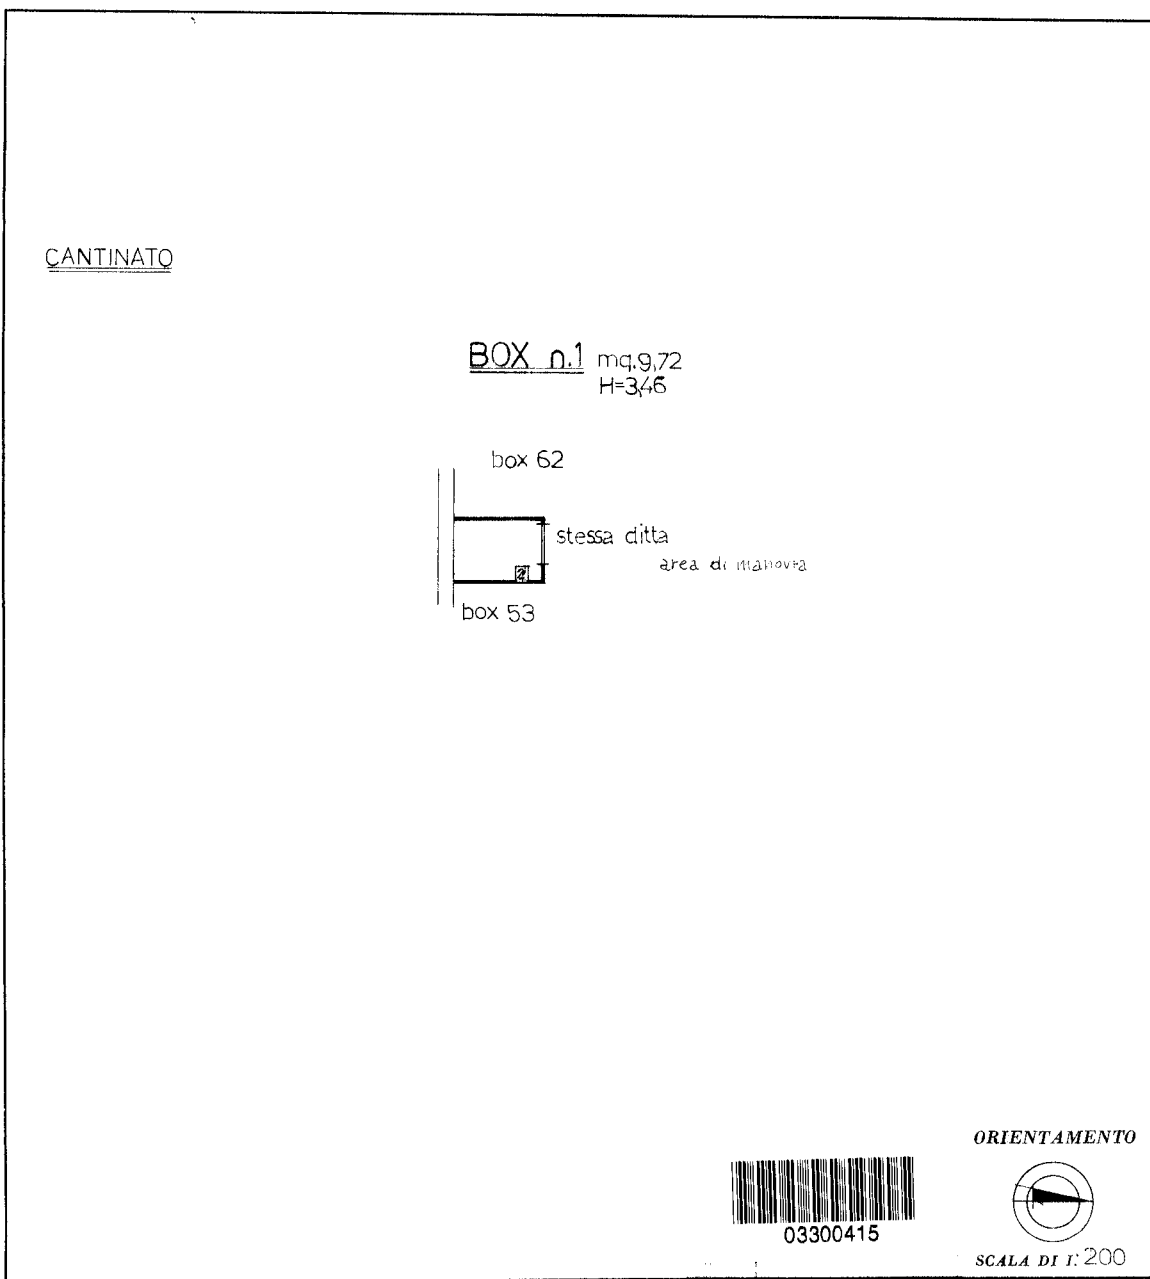 CANTINATO
BOX n.1 mq.9,72
H=3,46
box 62
stessa ditta
area di manovra
box 53
ORIENTAMENTO
03300415
SCALA DI 1:200